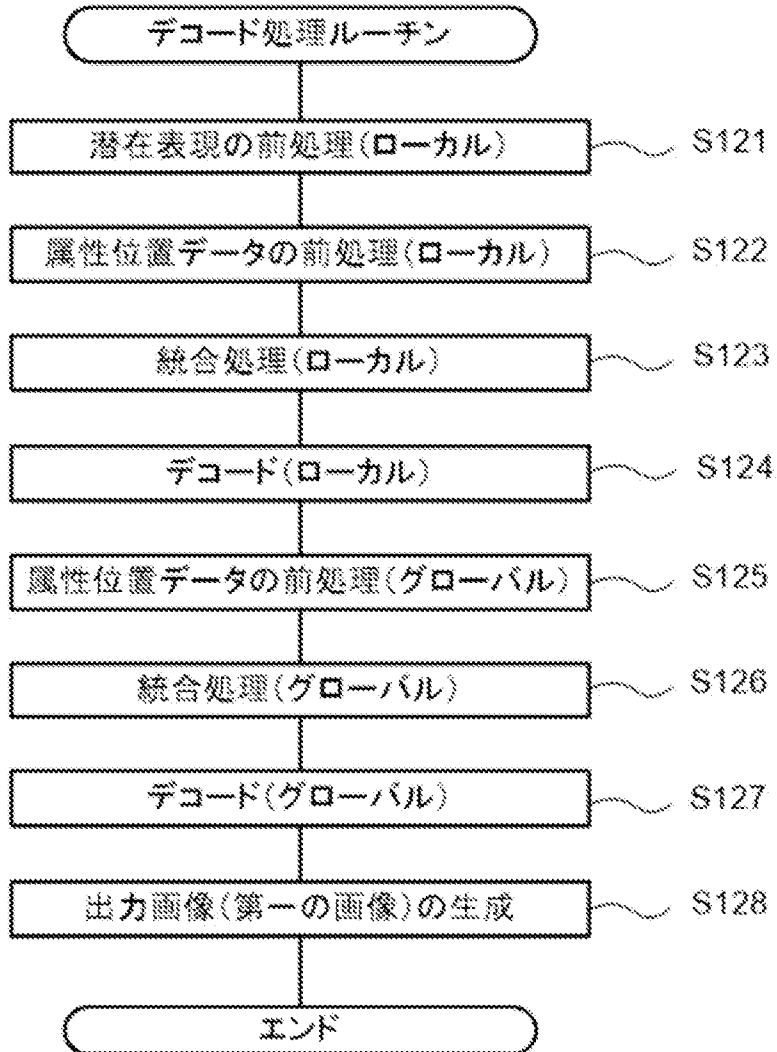 デコード処理ルーチン
潜在表現の前処理(ローカル) S121
属性位置データの前処理(ローカル) S122
統合処理(ローカル) S123
デコード(ローカル) S124
属性位置データの前処理(グローバル) S125
統合処理(グローバル) S126
デコード(グローバル) S127
出力画像(第一の画像)の生成 S128
エンド